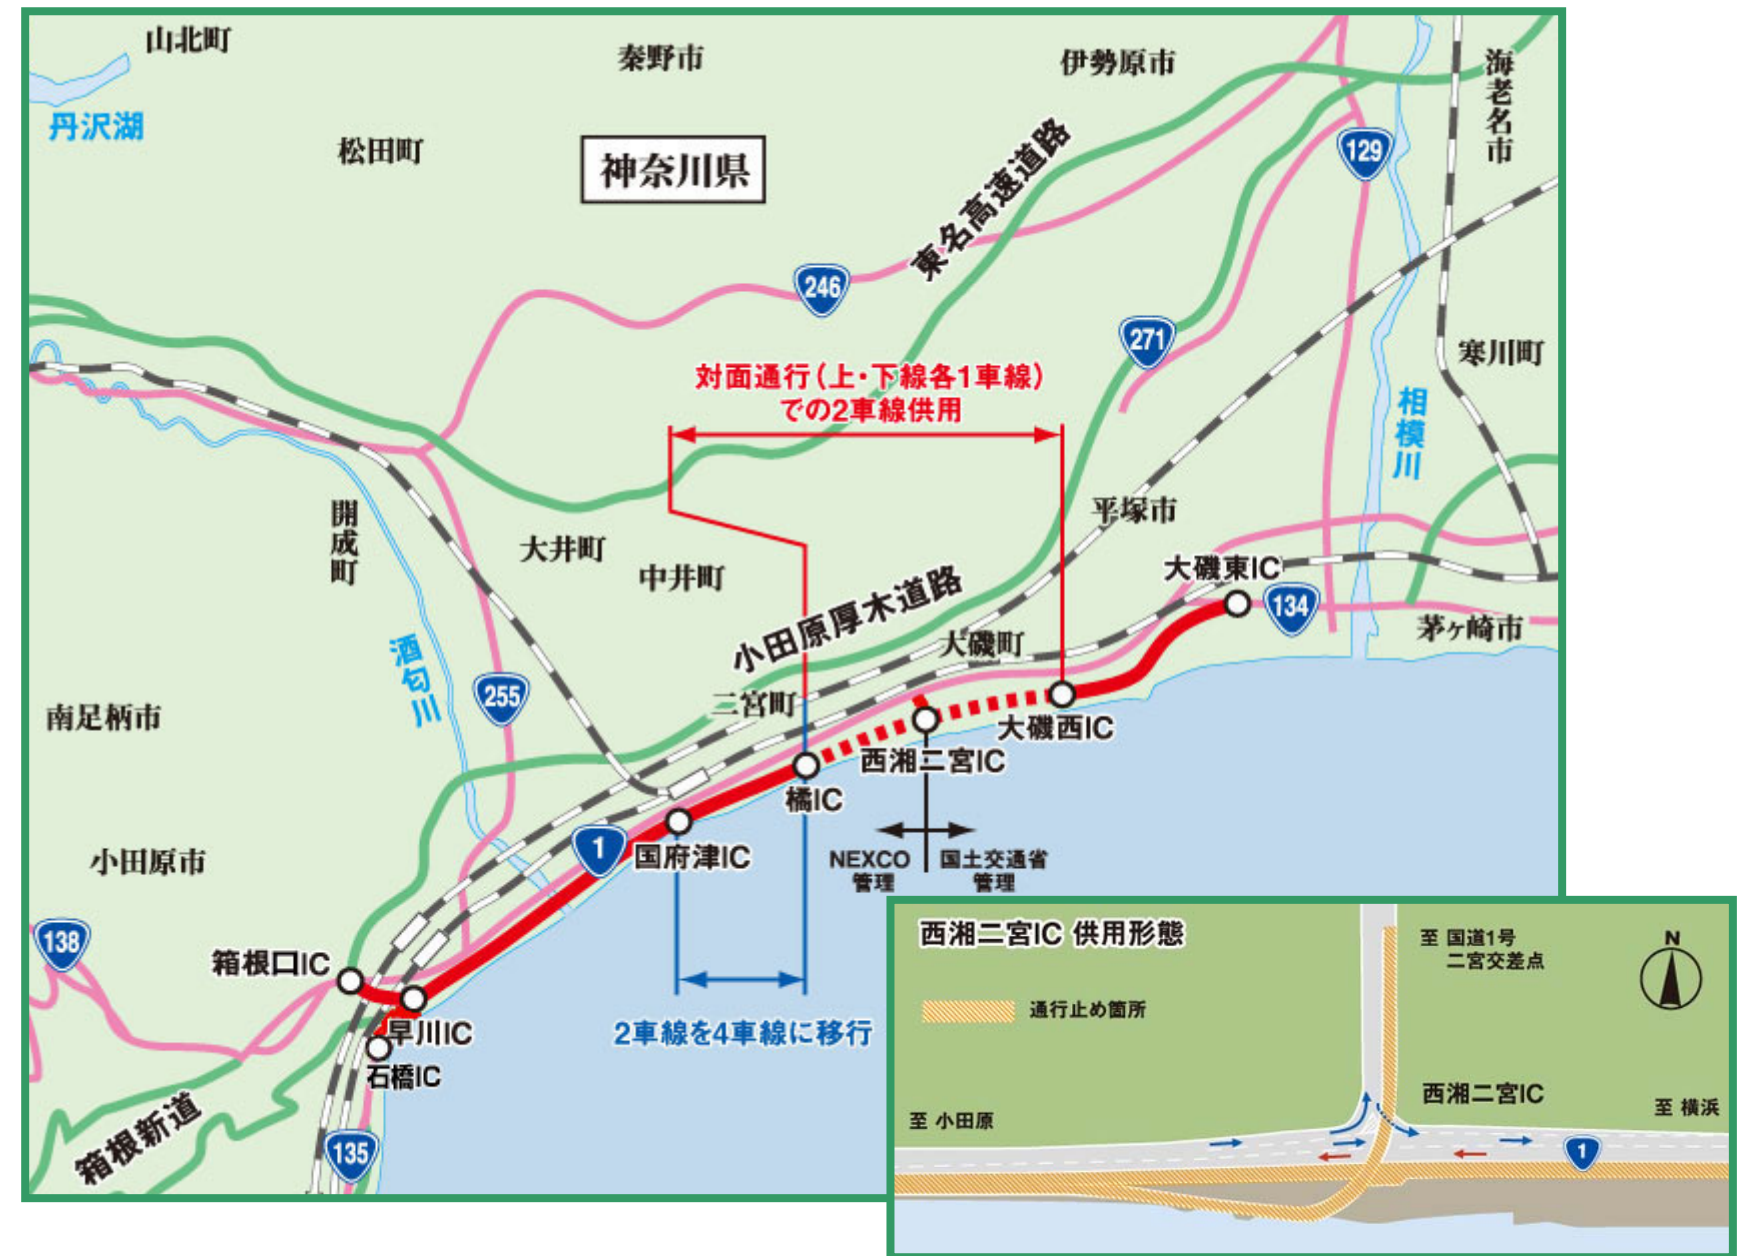 山北町
秦野市
伊勢原市
海老名市
丹沢湖
松田町
神奈川県
129
東名高速道路
246
271
寒川町
対面通行（上・下線各1車線）
での2車線供用
相模川
開成町
大井町
中井町
平塚市
大磯東IC
134
茅ヶ崎市
小田原厚木道路
大磯町
酒匂川
255
二宮町
南足柄市
大磯西IC
西湘二宮IC
橘IC
1
国府津IC
小田原市
NEXCO
管理
国土交通省
管理
138
箱根口IC
早川IC
石橋IC
2車線を4車線に移行
箱根新道
135
西湘二宮IC 供用形態
至 国道1号
二宮交差点
N
通行止め箇所
西湘二宮IC
至 小田原
至 横浜
1